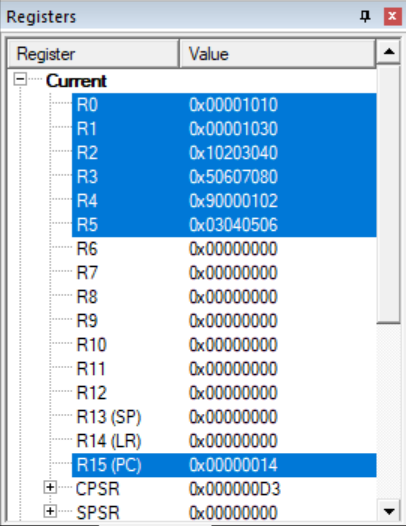 Registers
Register Value
Current
R0 0x00001010
R1 0x00001030
R2 0x10203040
R3 0x50607080
R4 0x90000102
R5 0x03040506
R6 0x00000000
R7 0x00000000
R8 0x00000000
R9 0x00000000
R10 0x00000000
R11 0x00000000
R12 0x00000000
R13 (SP) 0x00000000
R14 (LR) 0x00000000
R15 (PC) 0x00000014
CPSR 0x000000D3
SPSR 0x00000000